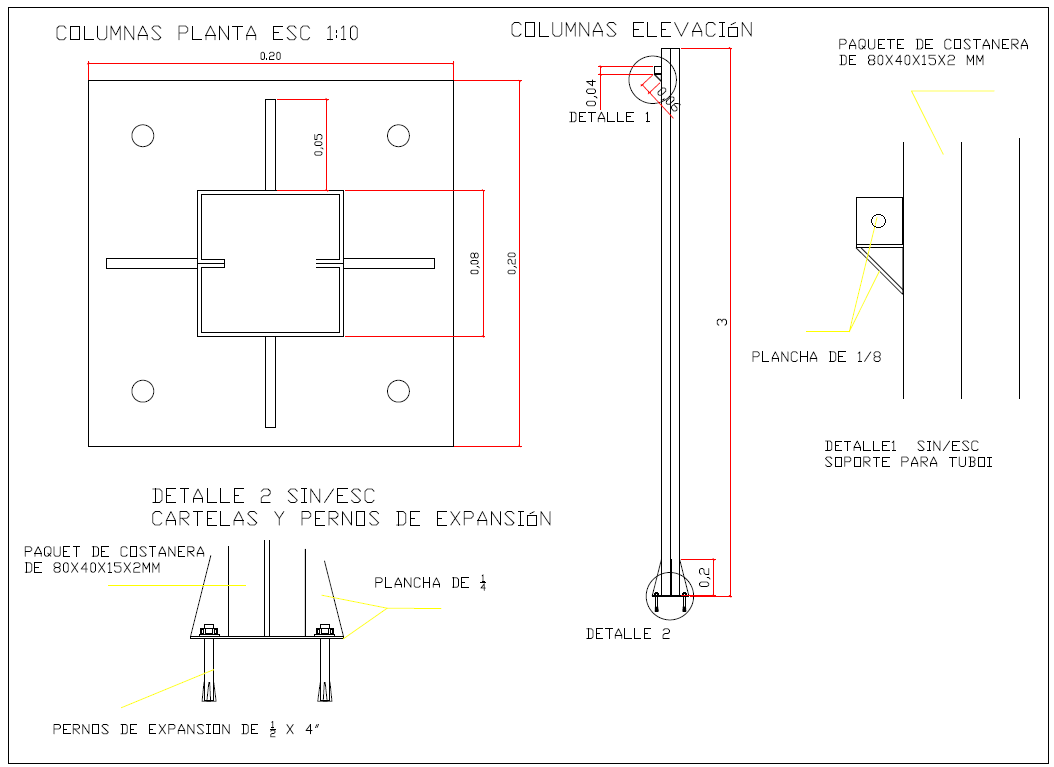 COLUMNAS PLANTA ESC 1:10
0.20
0,05
0,08
0,20
COLUMNAS ELEVACIóN
0,04
0,06
DETALLE 1
3
0,2
DETALLE 2
PAQUETE DE COSTANERA
DE 80X40X15X2 MM
PLANCHA DE 1/8
DETALLE1 SIN/ESC
SOPORTE PARA TUBOI
DETALLE 2 SIN/ESC
CARTELAS Y PERNOS DE EXPANSIóN
PAQUET DE COSTANERA
DE 80X40X15X2MM
PLANCHA DE 1/4
PERNOS DE EXPANSION DE 1/2 X 4"